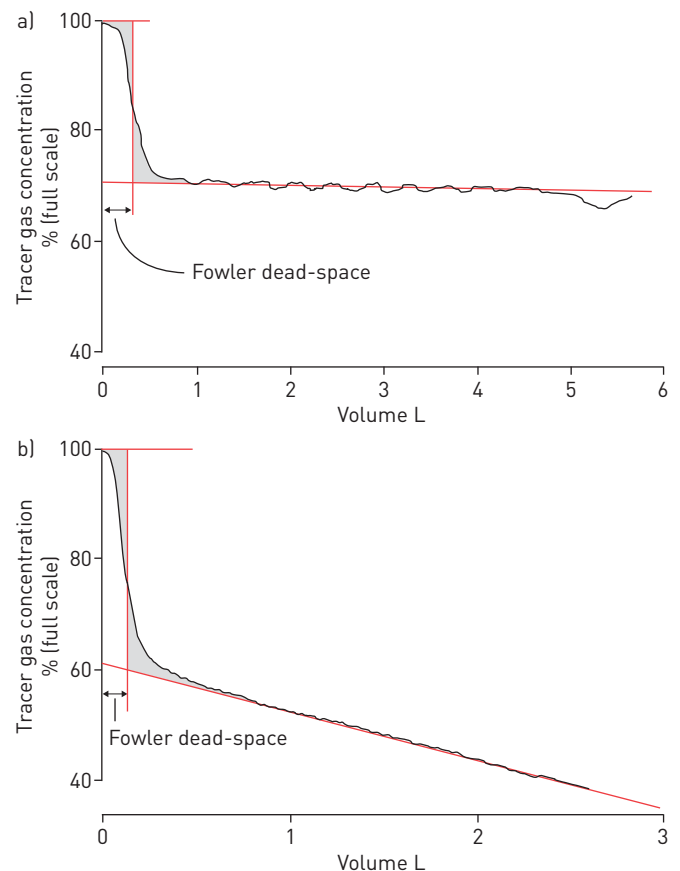 a)
100
80
60
40
Tracer gas concentration
% (full scale)
Fowler dead-space
0 1 2 3 4 5 6
Volume L
b)
100
80
60
40
Tracer gas concentration
% (full scale)
Fowler dead-space
0 1 2 3
Volume L